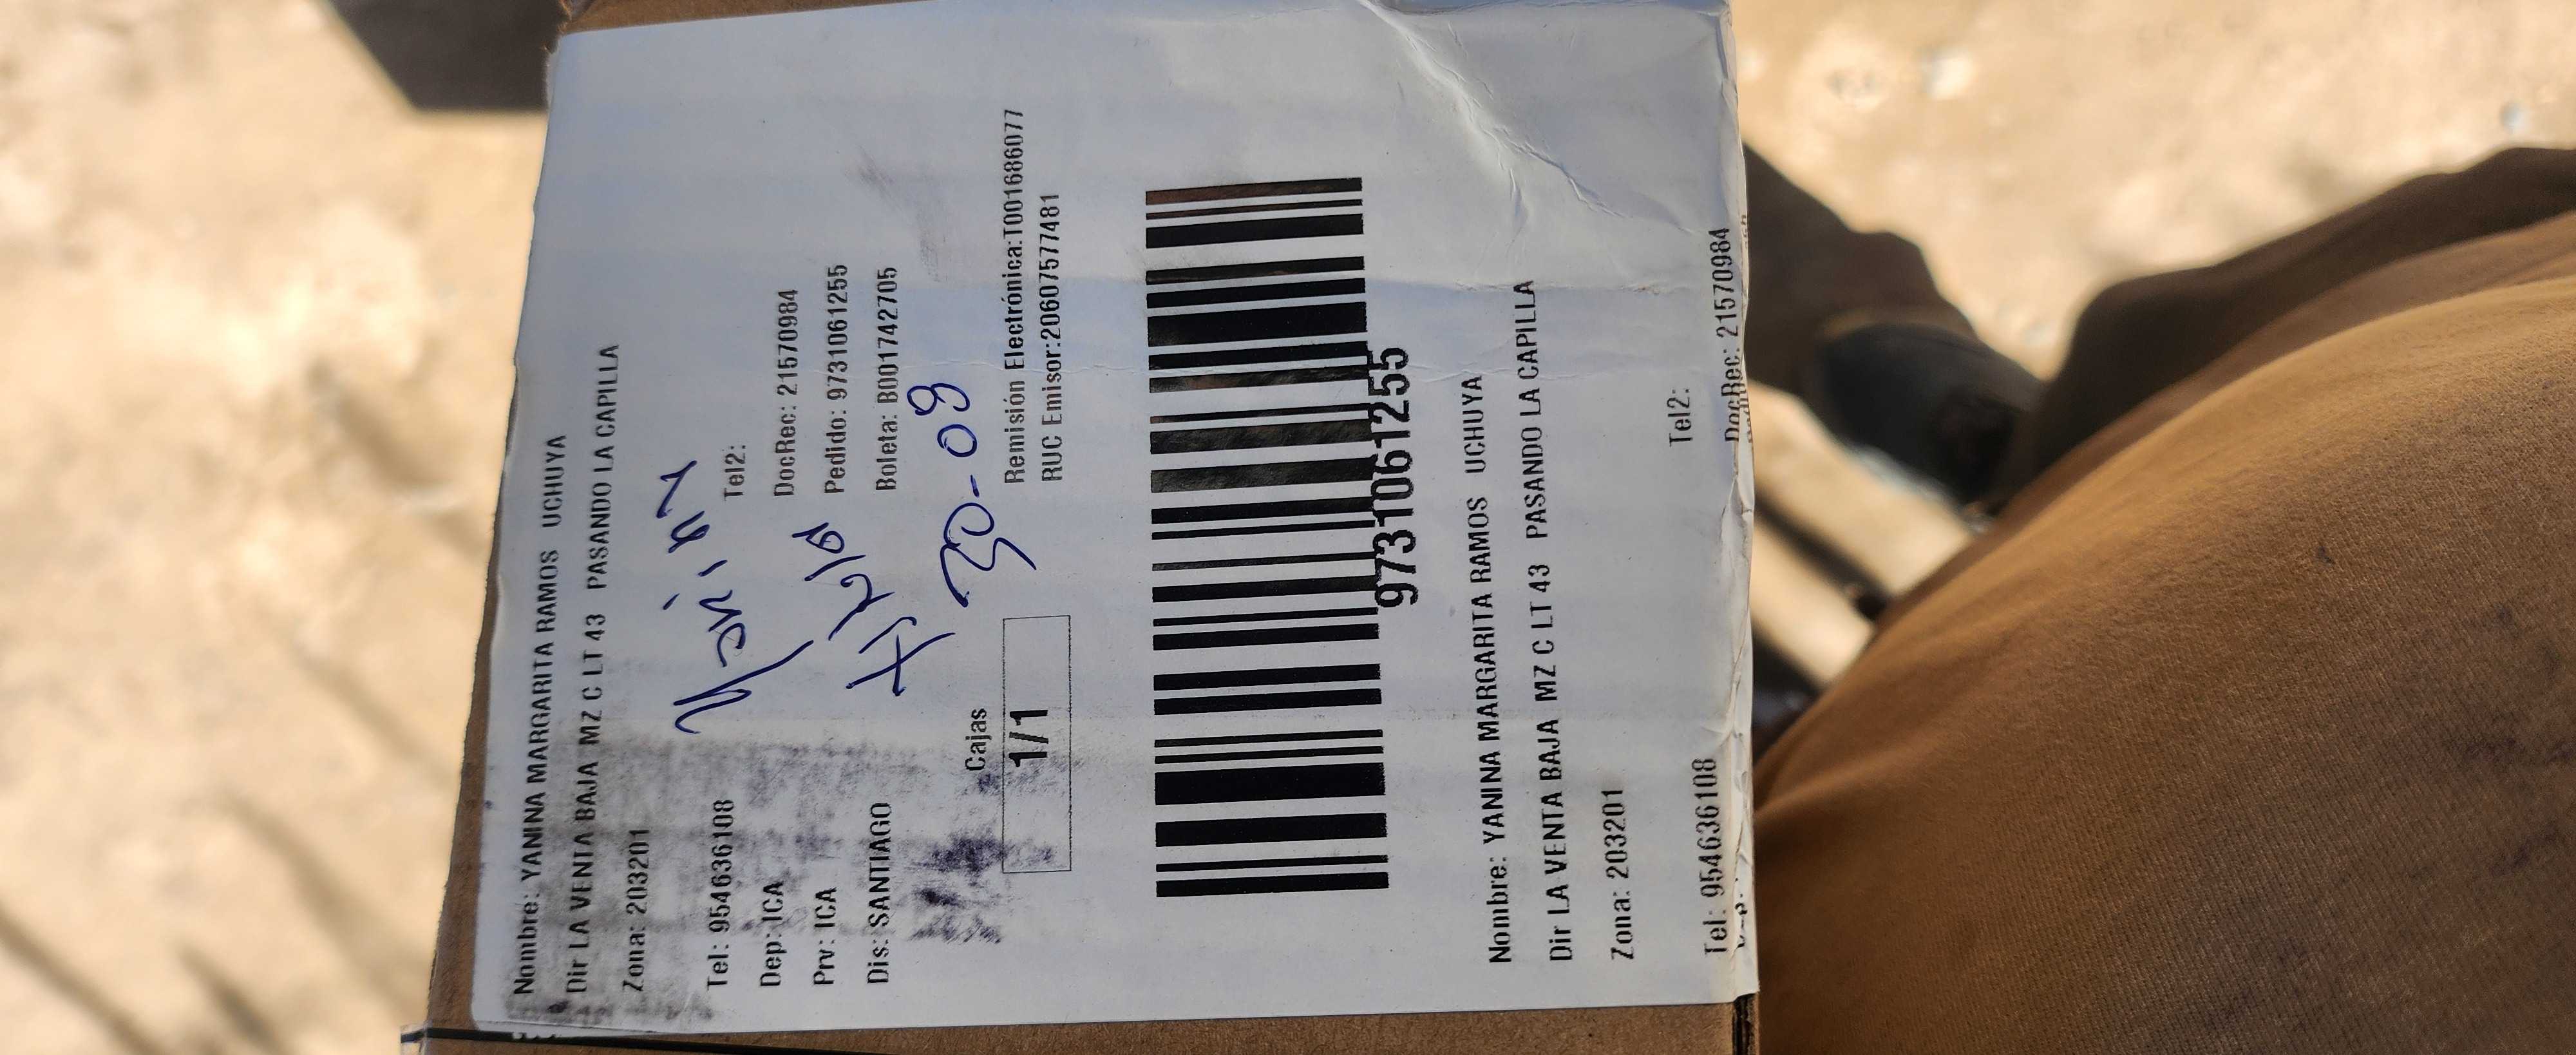 Nombre: YANINA MARGARITA RAMOS UCHUYA
Dir LA VENTA BAJA MZ C LT 43 PASANDO LA CAPILLA
Zona: 203201
Tel: 954636108 Tel2:
Dep: ICA DocRec: 21570984
Prv: ICA Pedido: 9731061255
Dis: SANTIAGO Boleta: B001742705
30-09
Cajas
1/1
Remisión Electrónica:T001686077
RUC Emisor:20607577481
9731061255
Nombre: YANINA MARGARITA RAMOS UCHUYA
Dir LA VENTA BAJA MZ C LT 43 PASANDO LA CAPILLA
Zona: 203201
Tel: 954636108 Tel2:
DocRec: 21570984